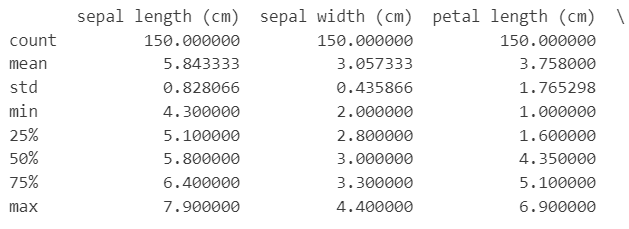 sepal length (cm) sepal width (cm) petal length (cm) \
count 150.000000 150.000000 150.000000
mean 5.843333 3.057333 3.758000
std 0.828066 0.435866 1.765298
min 4.300000 2.000000 1.000000
25% 5.100000 2.800000 1.600000
50% 5.800000 3.000000 4.350000
75% 6.400000 3.300000 5.100000
max 7.900000 4.400000 6.900000